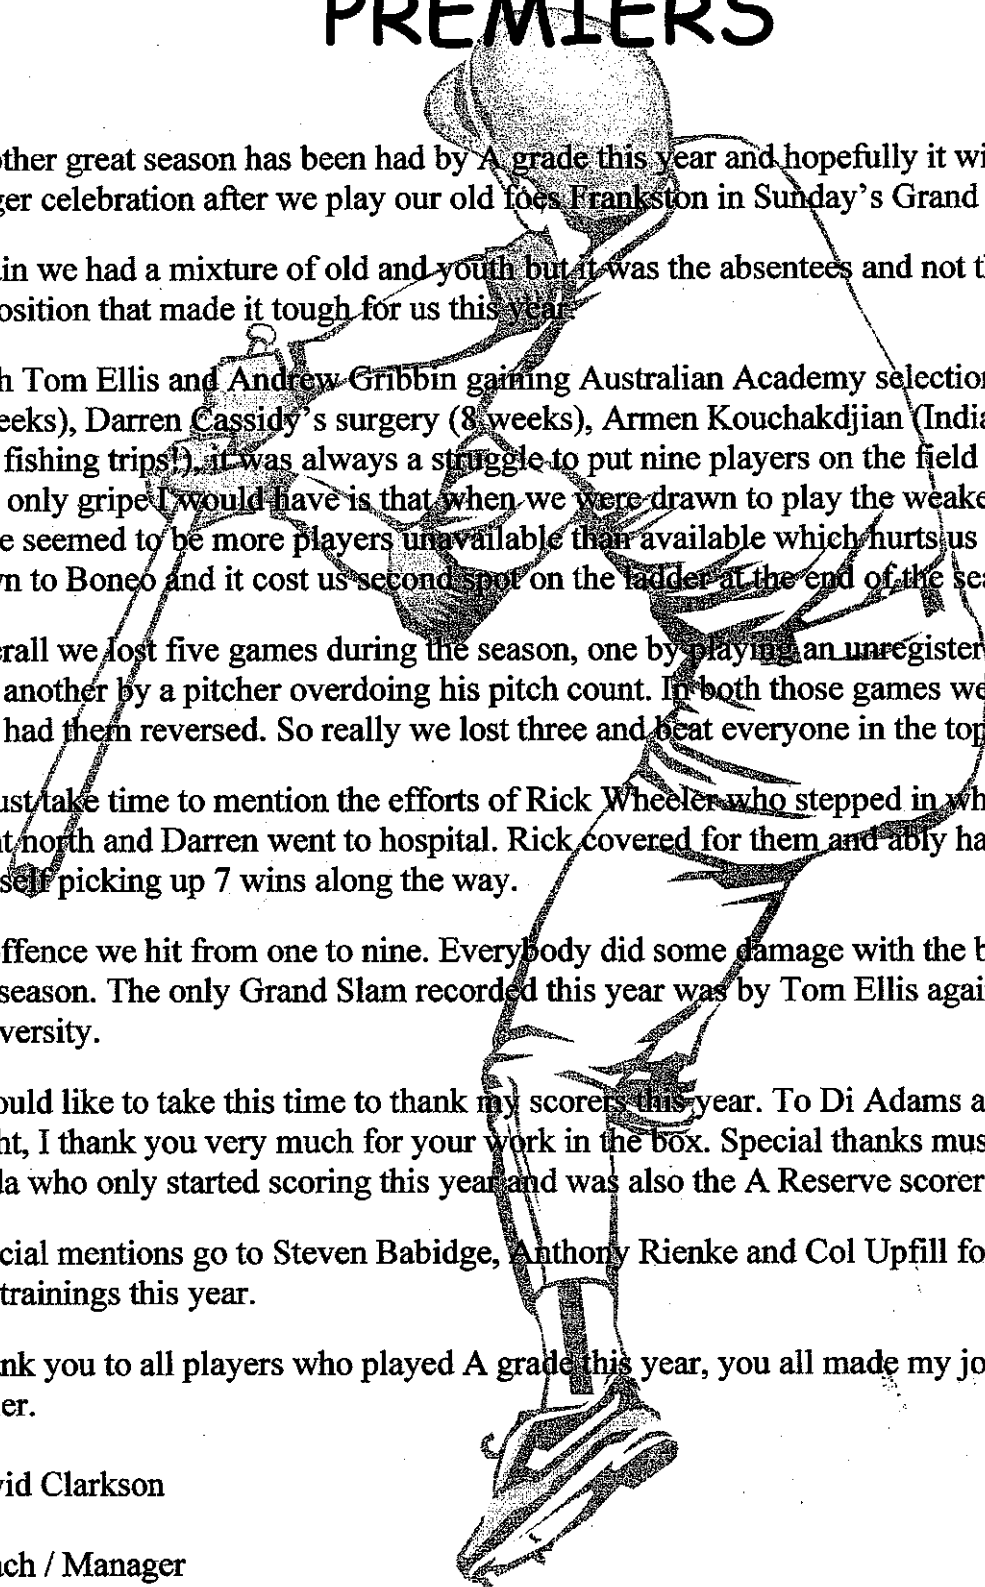 PREMIERS
other great season has been had by A grade this year and hopefully it wi
ger celebration after we play our old foes Frankston in Sunday's Grand
in we had a mixture of old and youth but it was the absentees and not t
osition that made it tough for us this year.
h Tom Ellis and Andrew Gribbin gaining Australian Academy selection
eeks), Darren Cassidy's surgery (8 weeks), Armen Kouchakdjian (India
fishing trips!), it was always a struggle to put nine players on the field
only gripe I would have is that when we were drawn to play the weake
e seemed to be more players unavailable than available which hurts us
n to Boneo and it cost us second spot on the ladder at the end of the sea
rall we lost five games during the season, one by playing an unregister
another by a pitcher overdoing his pitch count. In both those games we
had them reversed. So really we lost three and beat everyone in the top
ust take time to mention the efforts of Rick Wheeler who stepped in wh
t north and Darren went to hospital. Rick covered for them and ably ha
self picking up 7 wins along the way.
ffence we hit from one to nine. Everybody did some damage with the b
season. The only Grand Slam recorded this year was by Tom Ellis agai
versity.
ould like to take this time to thank my scorers this year. To Di Adams a
ht, I thank you very much for your work in the box. Special thanks mus
la who only started scoring this year and was also the A Reserve scorer
cial mentions go to Steven Babidge, Anthony Rienke and Col Upfill fo
trainings this year.
nk you to all players who played A grade this year, you all made my jo
er.
vid Clarkson
ach / Manager